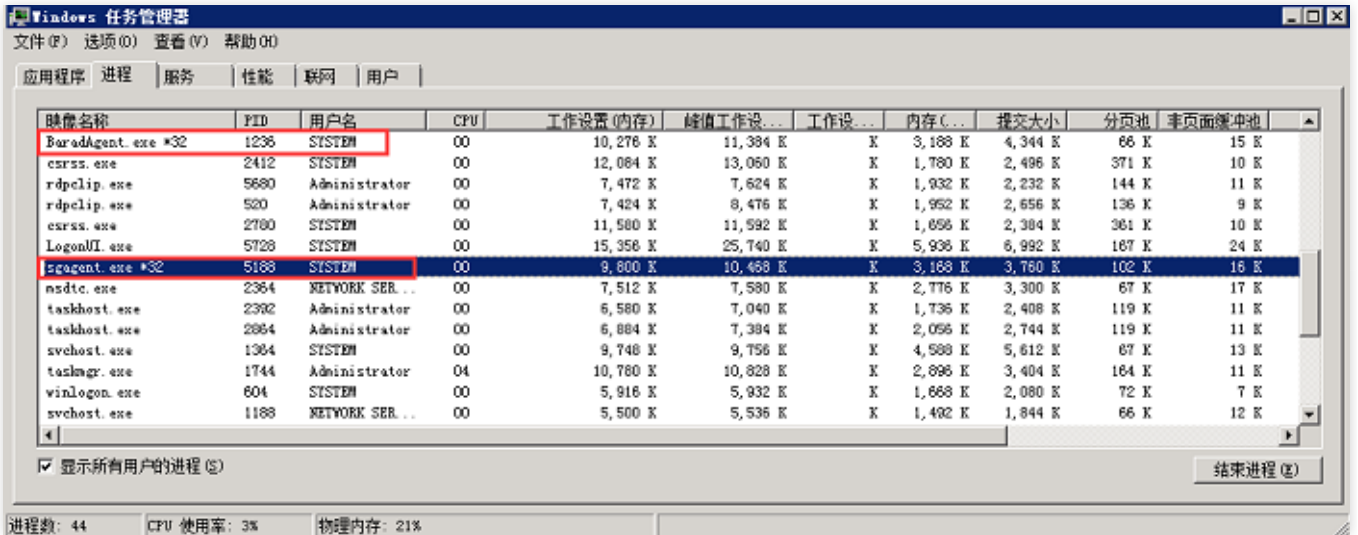 Windows 任务管理器
文件(F) 选项(O) 查看(V) 帮助(H)
应用程序 进程 服务 性能 联网 用户
映像名称 PID 用户名 CPU 工作设置(内存) 峰值工作设... 工作设... 内存(... 提交大小 分页池 非页面缓冲池
BaradAgent.exe *32 1236 SYSTEM 00 10,276 K 11,384 K K 3,188 K 4,344 K 66 K 15 K
csrss.exe 2412 SYSTEM 00 12,084 K 13,060 K K 1,780 K 2,496 K 371 K 10 K
rdpclip.exe 5680 Administrator 00 7,472 K 7,624 K K 1,932 K 2,232 K 144 K 11 K
rdpclip.exe 520 Administrator 00 7,424 K 8,476 K K 1,952 K 2,656 K 136 K 9 K
csrss.exe 2780 SYSTEM 00 11,580 K 11,592 K K 1,656 K 2,384 K 361 K 10 K
LogonUI.exe 5728 SYSTEM 00 15,356 K 25,740 K K 5,936 K 6,992 K 167 K 24 K
sgagent.exe *32 5188 SYSTEM 00 9,800 K 10,468 K K 3,168 K 3,760 K 102 K 16 K
msdtc.exe 2364 NETWORK SER... 00 7,512 K 7,580 K K 2,776 K 3,300 K 67 K 17 K
taskhost.exe 2392 Administrator 00 6,580 K 7,040 K K 1,736 K 2,408 K 119 K 11 K
taskhost.exe 2864 Administrator 00 6,884 K 7,384 K K 2,056 K 2,744 K 119 K 11 K
svchost.exe 1364 SYSTEM 00 9,748 K 9,756 K K 4,588 K 5,612 K 67 K 13 K
taskmgr.exe 1744 Administrator 04 10,780 K 10,828 K K 2,896 K 3,404 K 164 K 11 K
winlogon.exe 604 SYSTEM 00 5,916 K 5,932 K K 1,668 K 2,080 K 72 K 7 K
svchost.exe 1188 NETWORK SER... 00 5,500 K 5,536 K K 1,492 K 1,844 K 66 K 12 K
显示所有用户的进程(S) 结束进程(E)
进程数: 44 CPU 使用率: 3% 物理内存: 21%